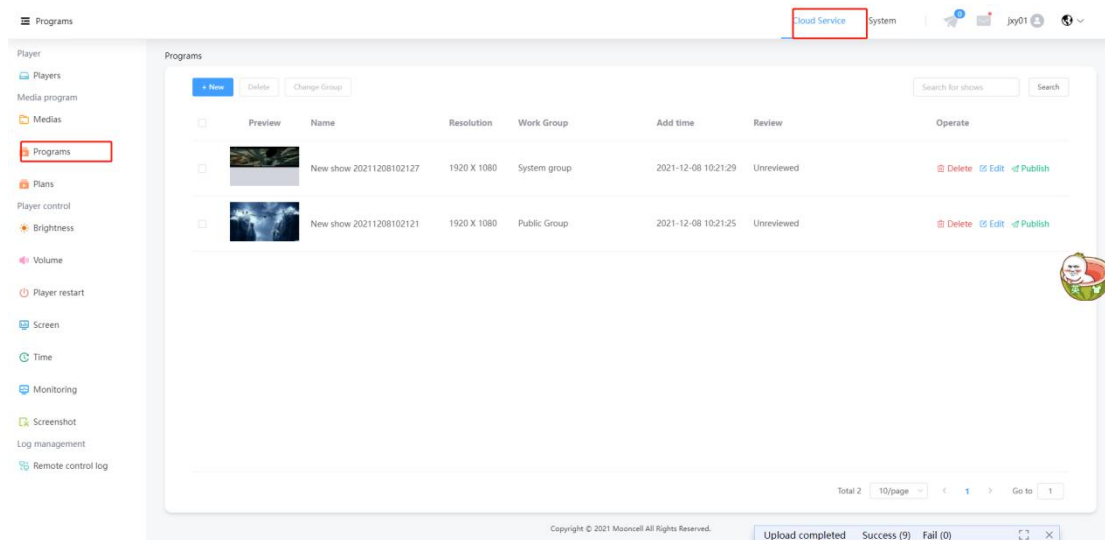 Programs
Cloud Service System 0 jxy01
Player
Players
Media program
Medias
Programs
Plans
Player control
Brightness
Volume
Player restart
Screen
Time
Monitoring
Screenshot
Log management
Remote control log
Programs
+ New Delete Change Group Search for shows Search
Preview Name Resolution Work Group Add time Review Operate
New show 20211208102127 1920 X 1080 System group 2021-12-08 10:21:29 Unreviewed Delete Edit Publish
New show 20211208102121 1920 X 1080 Public Group 2021-12-08 10:21:25 Unreviewed Delete Edit Publish
英
Total 2 10/page < 1 > Go to 1
Copyright © 2021 Mooncell All Rights Reserved.
Upload completed Success (9) Fail (0)